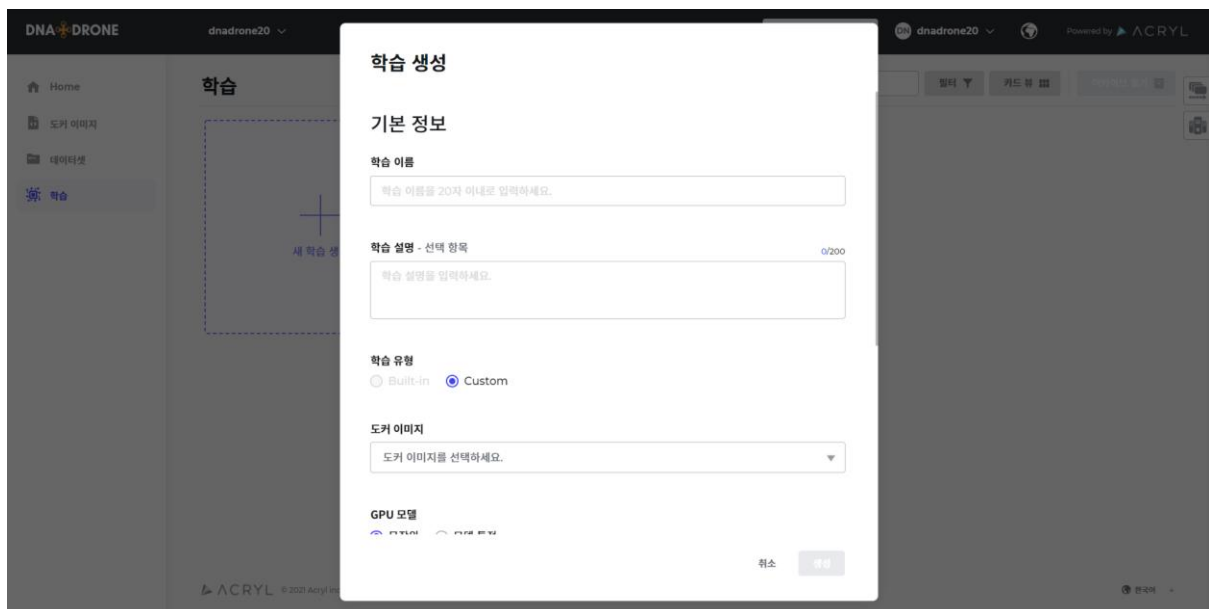 DNA DRONE
dnadrone20
DN dnadrone20
Powered by ACRYL
Home
도커 이미지
데이터셋
학습
학습
필터
카드 뷰
새 학습 생
학습 생성
기본 정보
학습 이름
학습 이름을 20자 이내로 입력하세요.
학습 설명 - 선택 항목
0/200
학습 설명을 입력하세요.
학습 유형
Built-in
Custom
도커 이미지
도커 이미지를 선택하세요.
GPU 모델
취소
생성
ACRYL © 2021 Acryl Inc
한국어